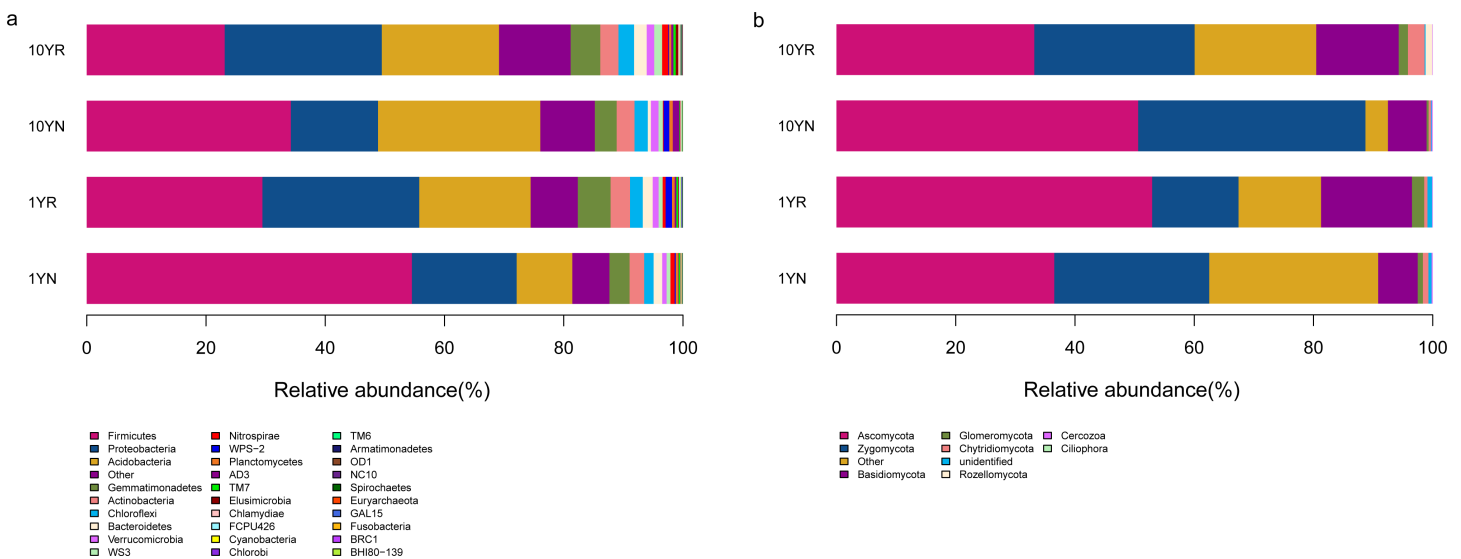 a
10YR
10YN
1YR
1YN
0 20 40 60 80 100
Relative abundance(%)
Firmicutes
Proteobacteria
Acidobacteria
Other
Gemmatimonadetes
Actinobacteria
Chloroflexi
Bacteroidetes
Verrucomicrobia
WS3
Nitrospirae
WPS−2
Planctomycetes
AD3
TM7
Elusimicrobia
Chlamydiae
FCPU426
Cyanobacteria
Chlorobi
TM6
Armatimonadetes
OD1
NC10
Spirochaetes
Euryarchaeota
GAL15
Fusobacteria
BRC1
BHI80−139
b
10YR
10YN
1YR
1YN
0 20 40 60 80 100
Relative abundance(%)
Ascomycota
Zygomycota
Other
Basidiomycota
Glomeromycota
Chytridiomycota
unidentified
Rozellomycota
Cercozoa
Ciliophora